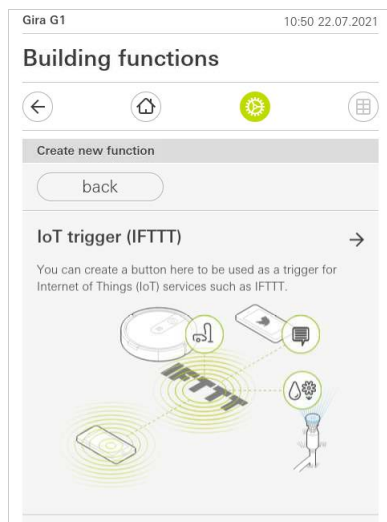 Gira G1 10:50 22.07.2021
Building functions
Create new function
back
IoT trigger (IFTTT)
You can create a button here to be used as a trigger for
Internet of Things (IoT) services such as IFTTT.
IFTTT